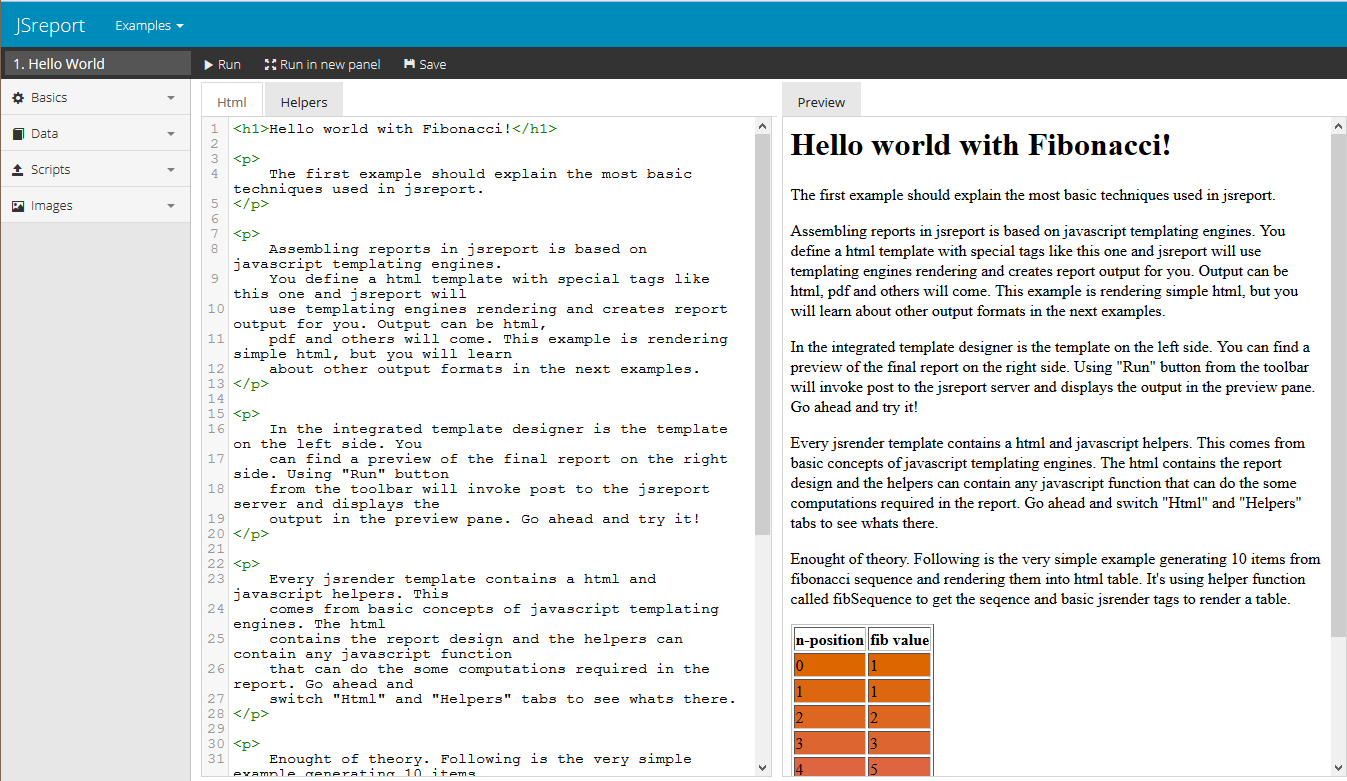 JSreport Examples
1. Hello World Run Run in new panel Save
Basics
Data
Scripts
Images
Html Helpers
1 <h1>Hello world with Fibonacci!</h1>
2
3 <p>
4 The first example should explain the most basic
techniques used in jsreport.
5 </p>
6
7 <p>
8 Assembling reports in jsreport is based on
javascript templating engines.
9 You define a html template with special tags like
this one and jsreport will
10 use templating engines rendering and creates report
output for you. Output can be html,
11 pdf and others will come. This example is rendering
simple html, but you will learn
12 about other output formats in the next examples.
13 </p>
14
15 <p>
16 In the integrated template designer is the template
on the left side. You
17 can find a preview of the final report on the right
side. Using "Run" button
18 from the toolbar will invoke post to the jsreport
server and displays the
19 output in the preview pane. Go ahead and try it!
20 </p>
21
22 <p>
23 Every jsrender template contains a html and
javascript helpers. This
24 comes from basic concepts of javascript templating
engines. The html
25 contains the report design and the helpers can
contain any javascript function
26 that can do the some computations required in the
report. Go ahead and
27 switch "Html" and "Helpers" tabs to see whats there.
28 </p>
29
30 <p>
31 Enought of theory. Following is the very simple
example generating 10 items
Preview
Hello world with Fibonacci!
The first example should explain the most basic techniques used in jsreport.
Assembling reports in jsreport is based on javascript templating engines. You
define a html template with special tags like this one and jsreport will use
templating engines rendering and creates report output for you. Output can be
html, pdf and others will come. This example is rendering simple html, but you
will learn about other output formats in the next examples.
In the integrated template designer is the template on the left side. You can find a
preview of the final report on the right side. Using "Run" button from the toolbar
will invoke post to the jsreport server and displays the output in the preview pane.
Go ahead and try it!
Every jsrender template contains a html and javascript helpers. This comes from
basic concepts of javascript templating engines. The html contains the report
design and the helpers can contain any javascript function that can do the some
computations required in the report. Go ahead and switch "Html" and "Helpers"
tabs to see whats there.
Enought of theory. Following is the very simple example generating 10 items from
fibonacci sequence and rendering them into html table. It's using helper function
called fibSequence to get the seqence and basic jsrender tags to render a table.
n-position fib value
0 1
1 1
2 2
3 3
4 5